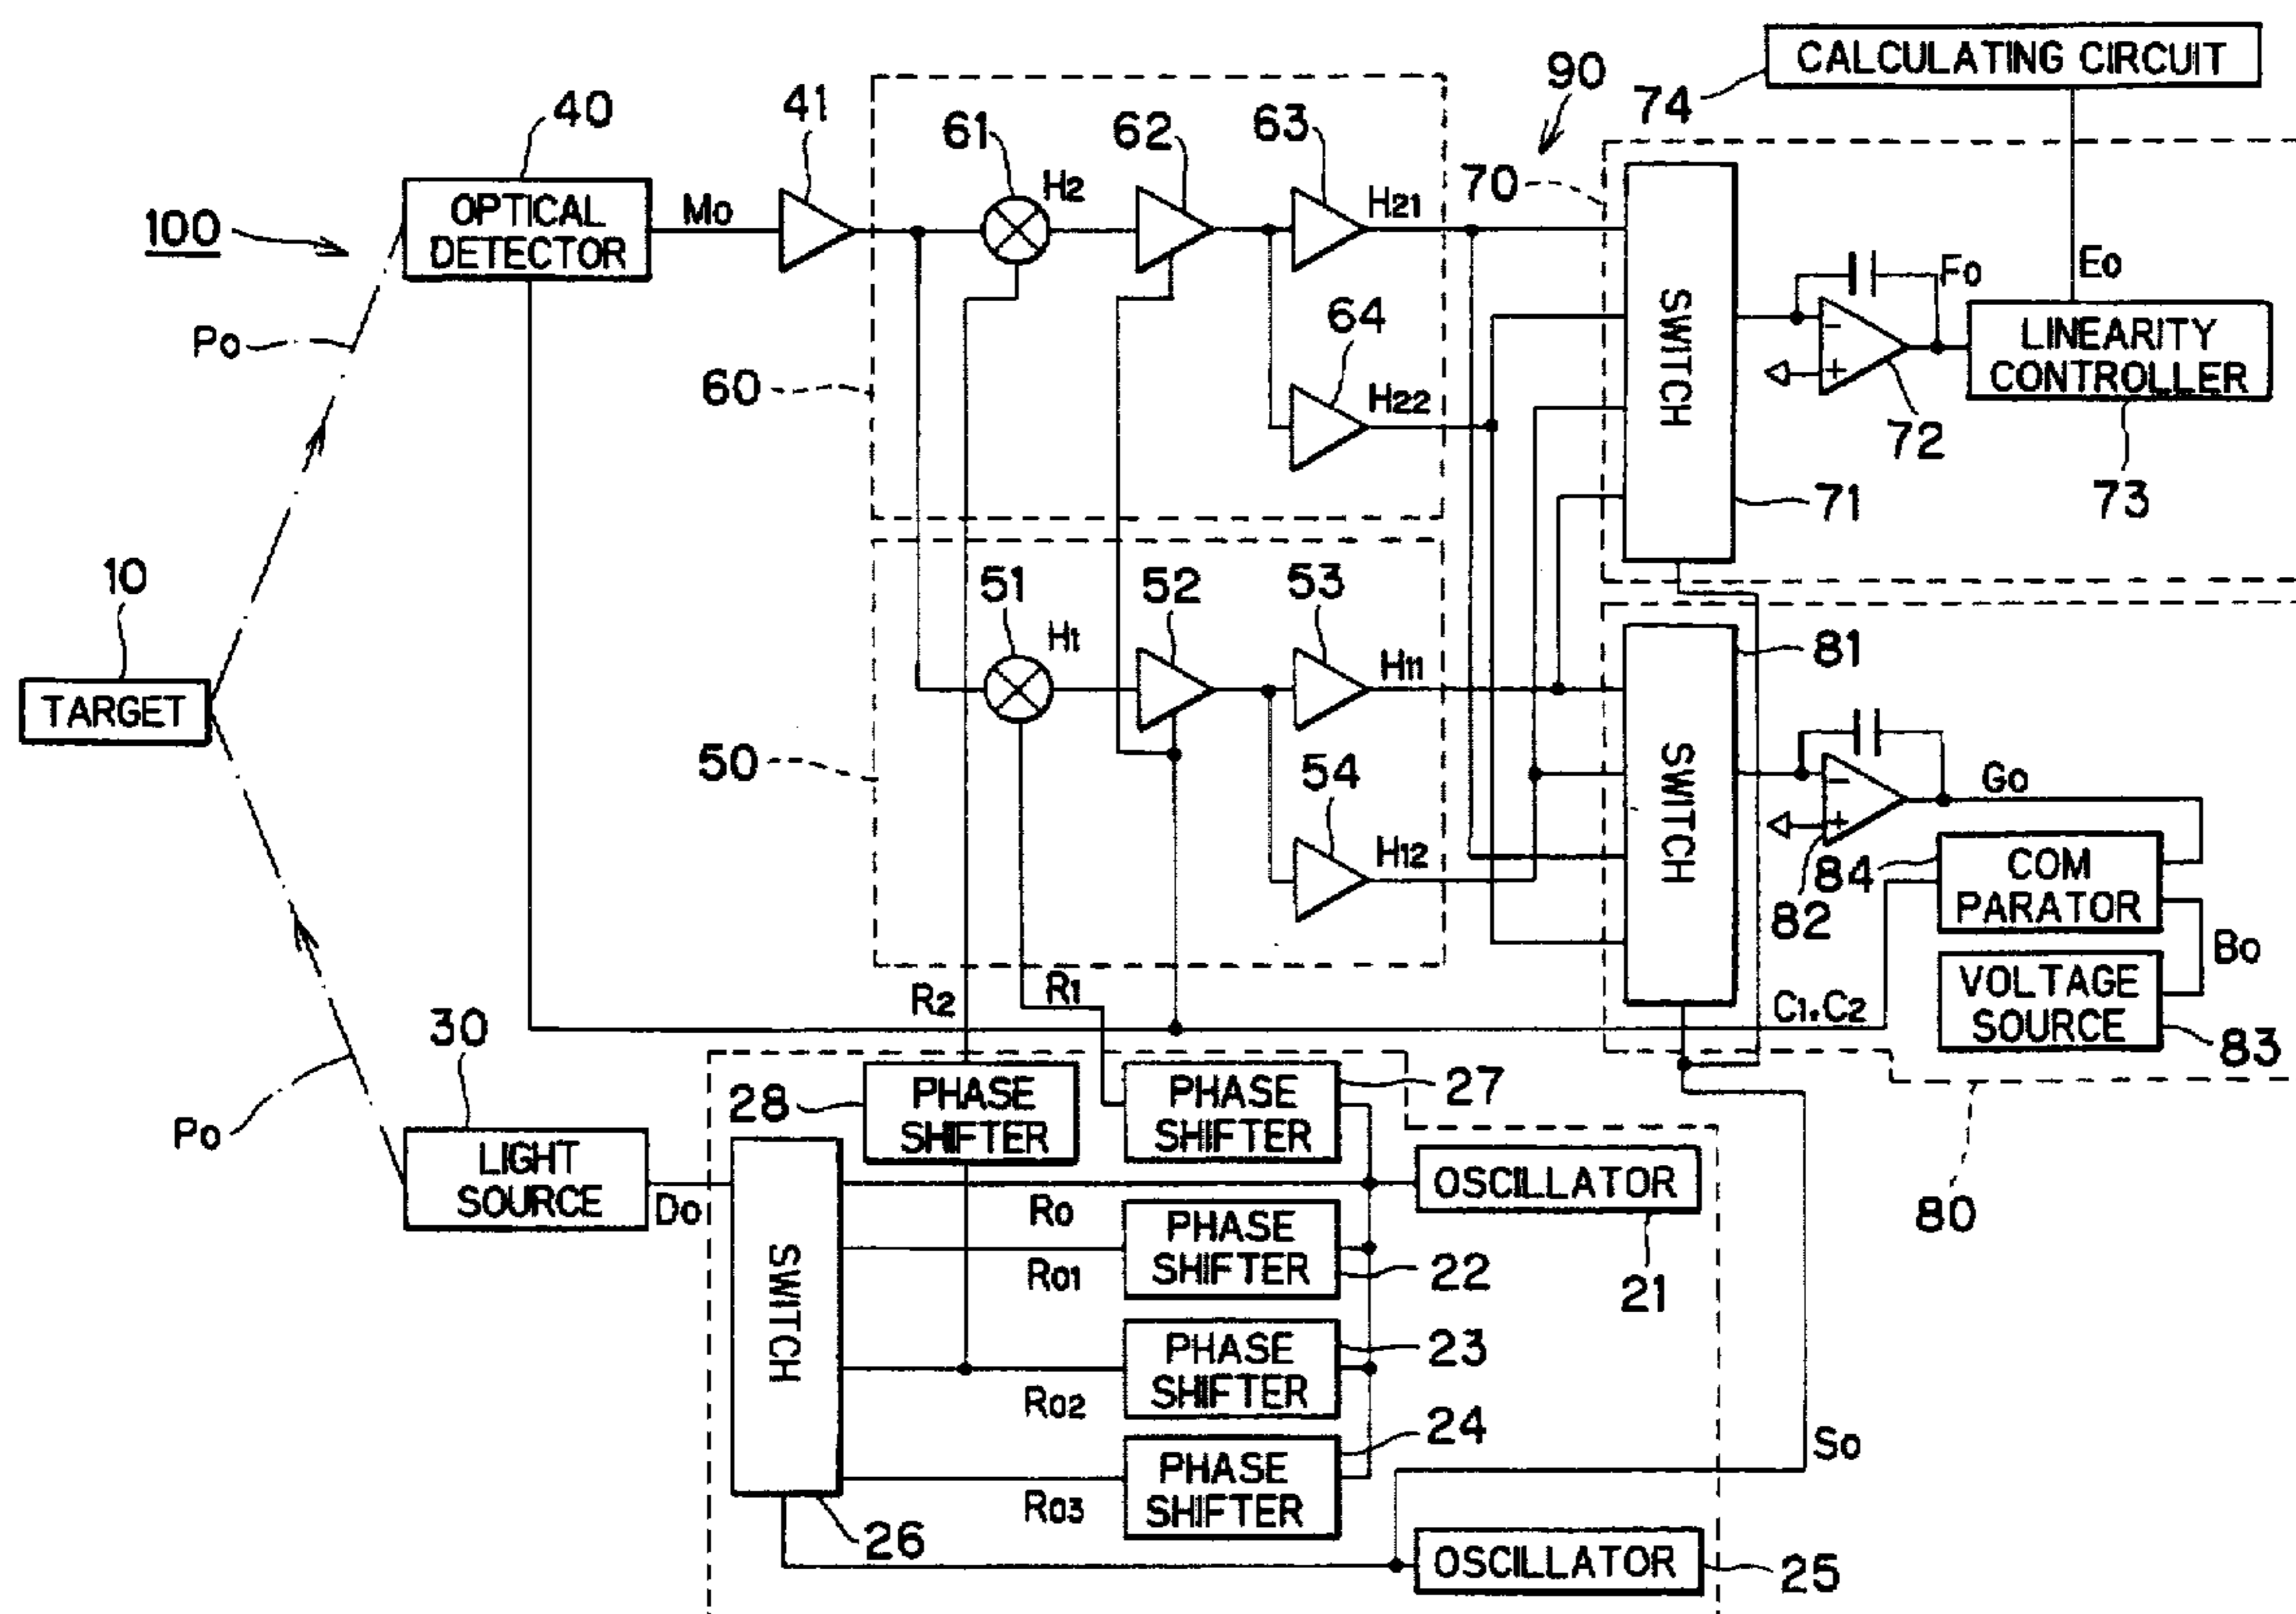 CALCULATING CIRCUIT
90
74
40
41
61
H2
62
63
H21
70
100
OPTICAL
DETECTOR
Mo
SWITCH
Fo
Eo
LINEARITY
CONTROLLER
Po
60
64
H22
−
+
72
73
71
10
TARGET
51
H1
52
53
H11
81
50
54
H12
SWITCH
−
+
Go
84
COM
PARATOR
82
Bo
VOLTAGE
SOURCE
83
R2
R1
C1.C2
30
Po
LIGHT
SOURCE
Do
28
PHASE
SHIFTER
PHASE
SHIFTER
27
OSCILLATOR
21
80
SWITCH
Ro
R01
PHASE
SHIFTER
22
R02
PHASE
SHIFTER
23
R03
PHASE
SHIFTER
24
So
26
OSCILLATOR
25